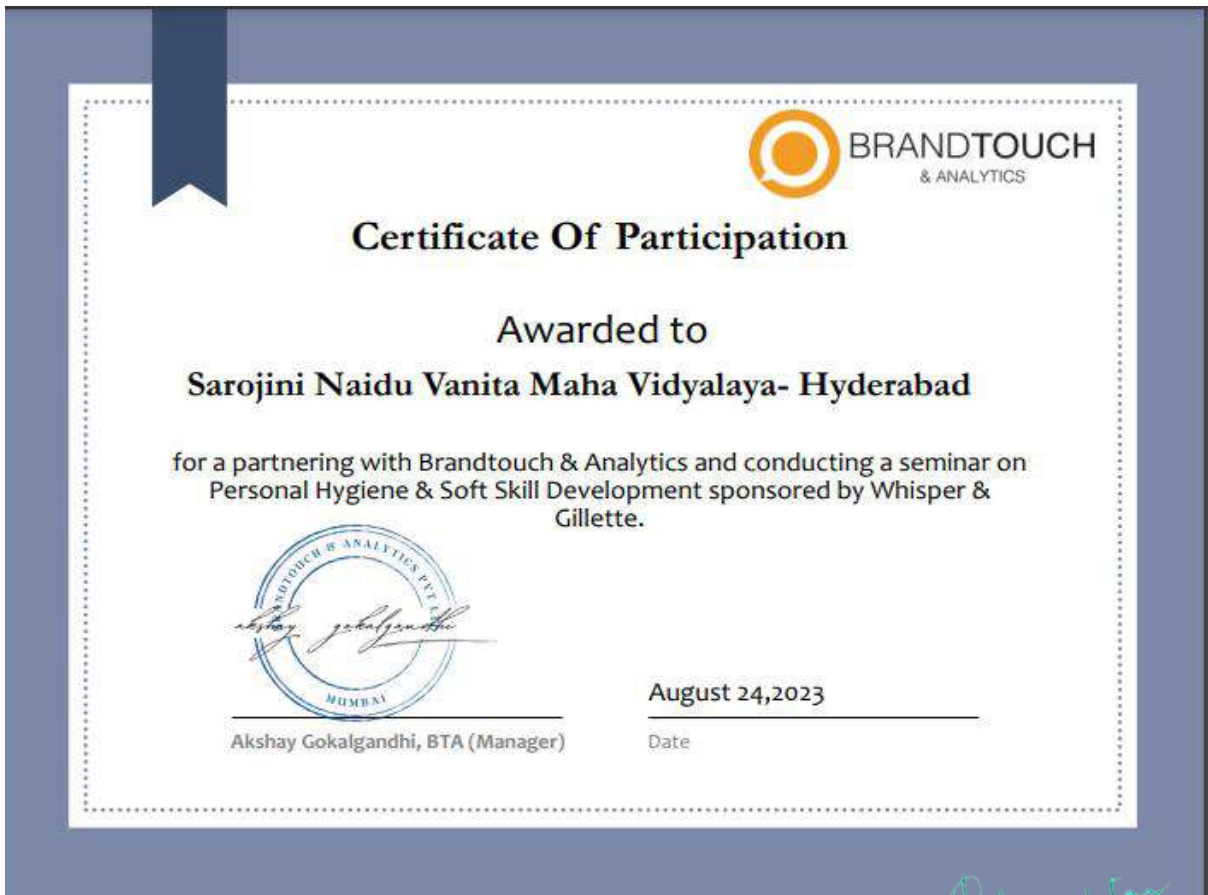 BRANDTOUCH
& ANALYTICS
Certificate Of Participation
Awarded to
Sarojini Naidu Vanita Maha Vidyalaya- Hyderabad
for a partnering with Brandtouch & Analytics and conducting a seminar on
Personal Hygiene & Soft Skill Development sponsored by Whisper &
Gillette.
BRANDTOUCH & ANALYTICS PVT
akshay gokalgandhi
MUMBAI
August 24,2023
Akshay Gokalgandhi, BTA (Manager)
Date